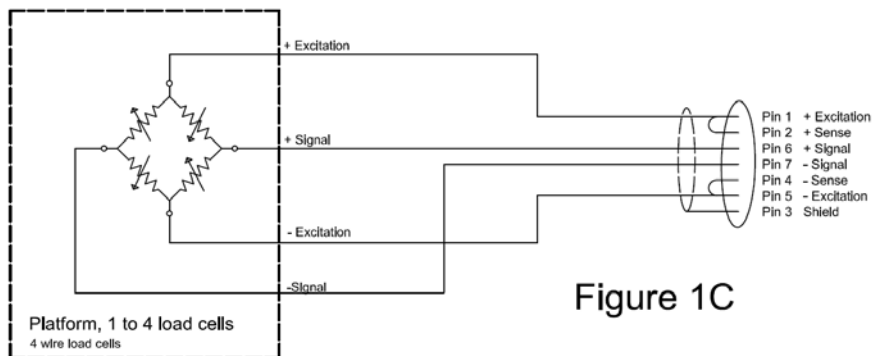 + Excitation
+ Signal
- Excitation
-Signal
Platform, 1 to 4 load cells
4 wire load cells
Pin 1 + Excitation
Pin 2 + Sense
Pin 6 + Signal
Pin 7 - Signal
Pin 4 - Sense
Pin 5 - Excitation
Pin 3 Shield
Figure 1C